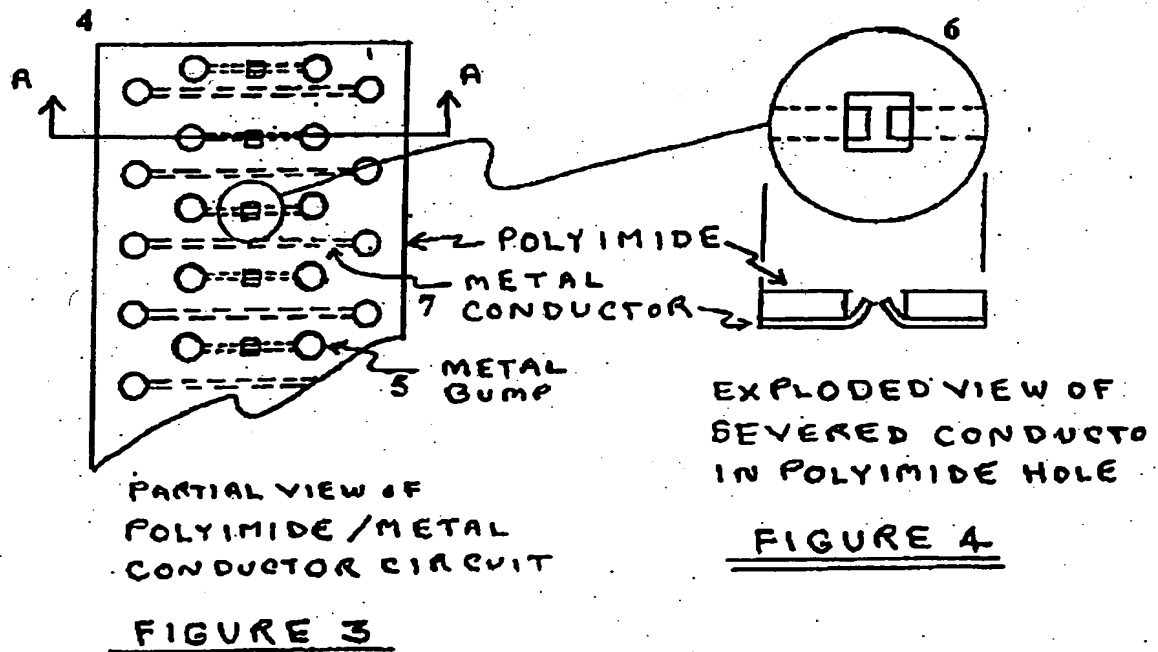 4
6
A
A
POLYIMIDE
7 METAL
CONDUCTOR
5 METAL
BUMP
PARTIAL VIEW OF
POLYIMIDE/METAL
CONDUCTOR CIRCUIT
FIGURE 3
EXPLODED VIEW OF
SEVERED CONDUCTO
IN POLYIMIDE HOLE
FIGURE 4